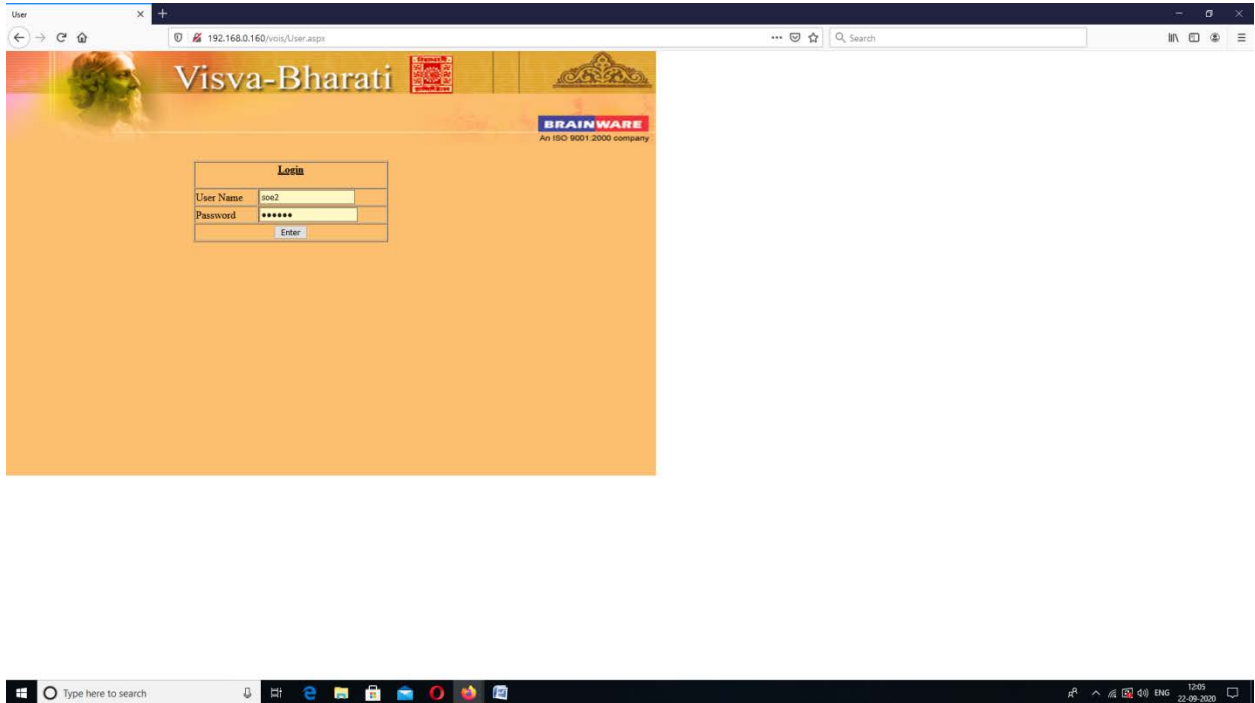 User
192.168.0.160/vois/User.aspx
Search
Visva-Bharati
BRAINWARE
An ISO 9001:2000 company
Login
User Name soe2
Password ••••••
Enter
Type here to search
ENG
12:05
22-09-2020